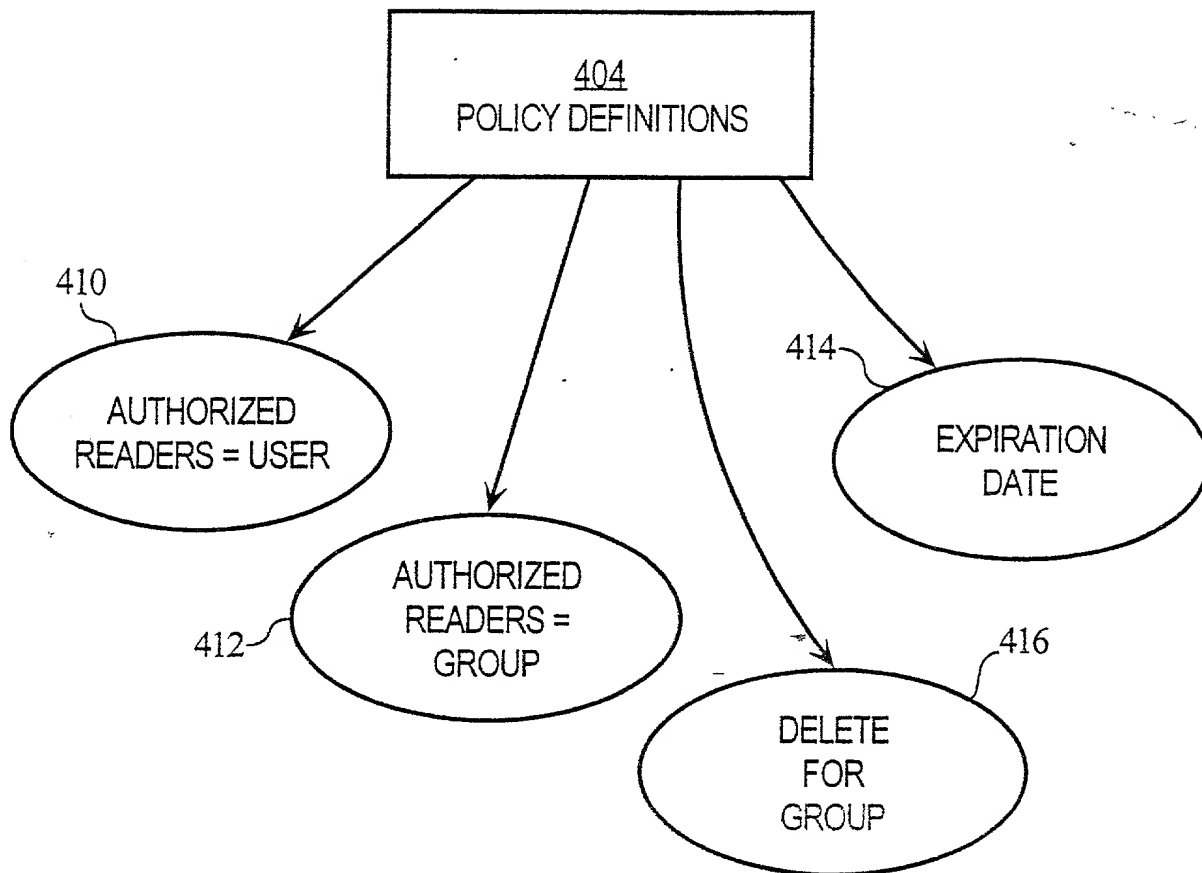 404
POLICY DEFINITIONS
410
AUTHORIZED
READERS = USER
414
EXPIRATION
DATE
412
AUTHORIZED
READERS =
GROUP
416
DELETE
FOR
GROUP